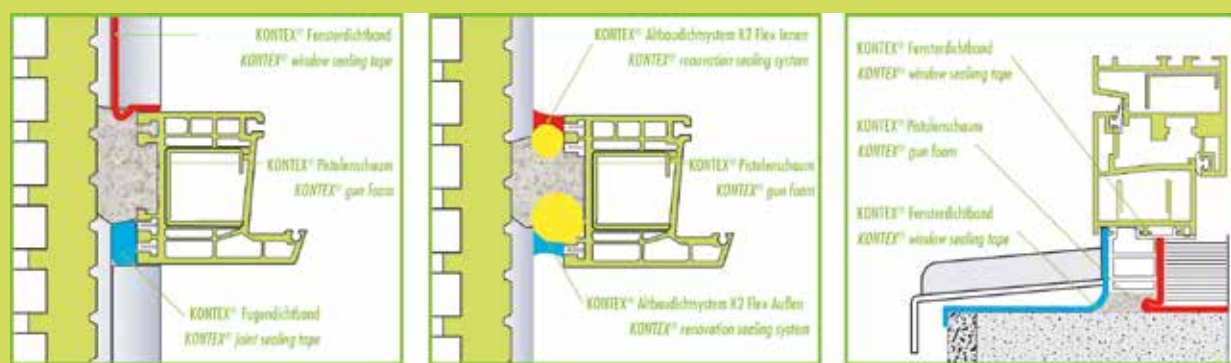 KONTEX® Fensterdichtband
KONTEX® window sealing tape
KONTEX® Pistolenschaum
KONTEX® gun foam
KONTEX® Fugendichtband
KONTEX® joint sealing tape
KONTEX® Altbaudichtsystem K2 Flex Innen
KONTEX® renovation sealing system
KONTEX® Pistolenschaum
KONTEX® gun foam
KONTEX® Altbaudichtsystem K2 Flex Außen
KONTEX® renovation sealing system
KONTEX® Fensterdichtband
KONTEX® window sealing tape
KONTEX® Pistolenschaum
KONTEX® gun foam
KONTEX® Fensterdichtband
KONTEX® window sealing tape